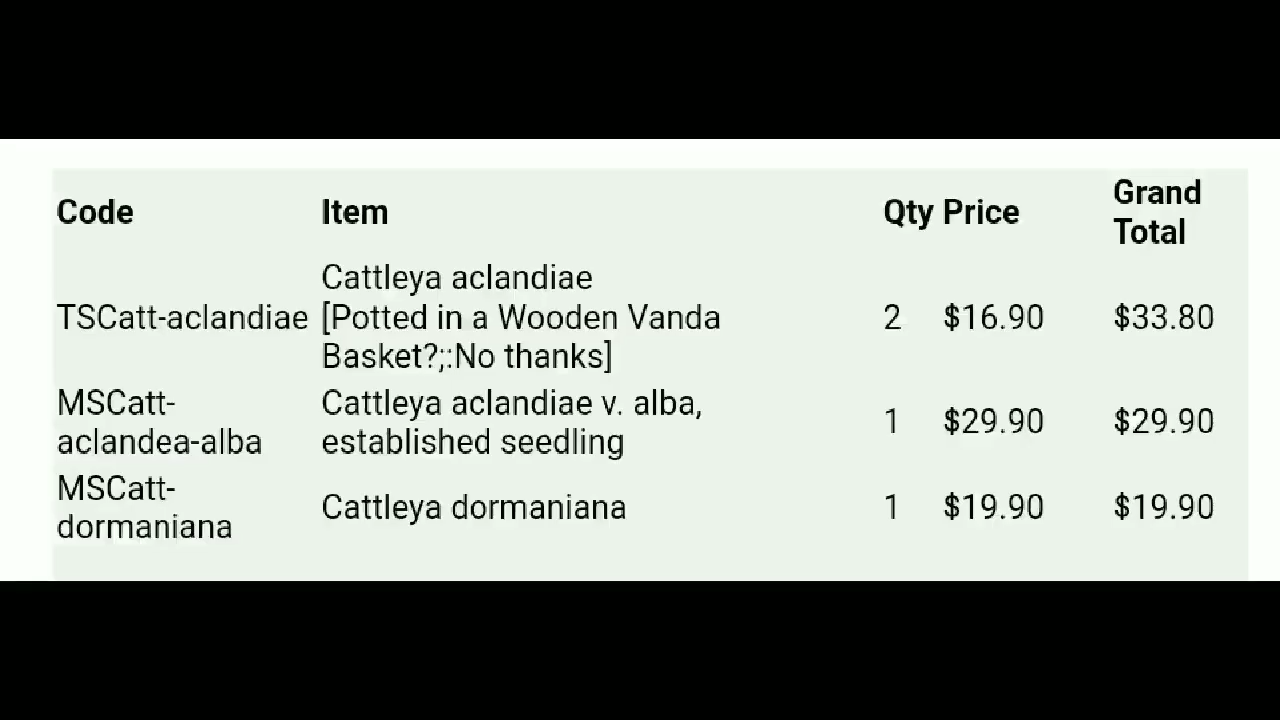 Code Item Qty Price Grand Total
TSCatt-aclandiae Cattleya aclandiae
[Potted in a Wooden Vanda
Basket?;:No thanks] 2 $16.90 $33.80
MSCatt-
aclandea-alba Cattleya aclandiae v. alba,
established seedling 1 $29.90 $29.90
MSCatt-
dormaniana Cattleya dormaniana 1 $19.90 $19.90